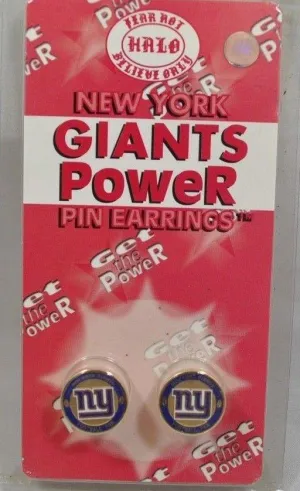 FEAR NOT
HALO
BELIEVE ONLY
NEW YORK
GIANTS
PoweR
PIN EARRINGS™
Get
the
PoweR
Get
the
PoweR
Get
the
PoweR
ny
ny